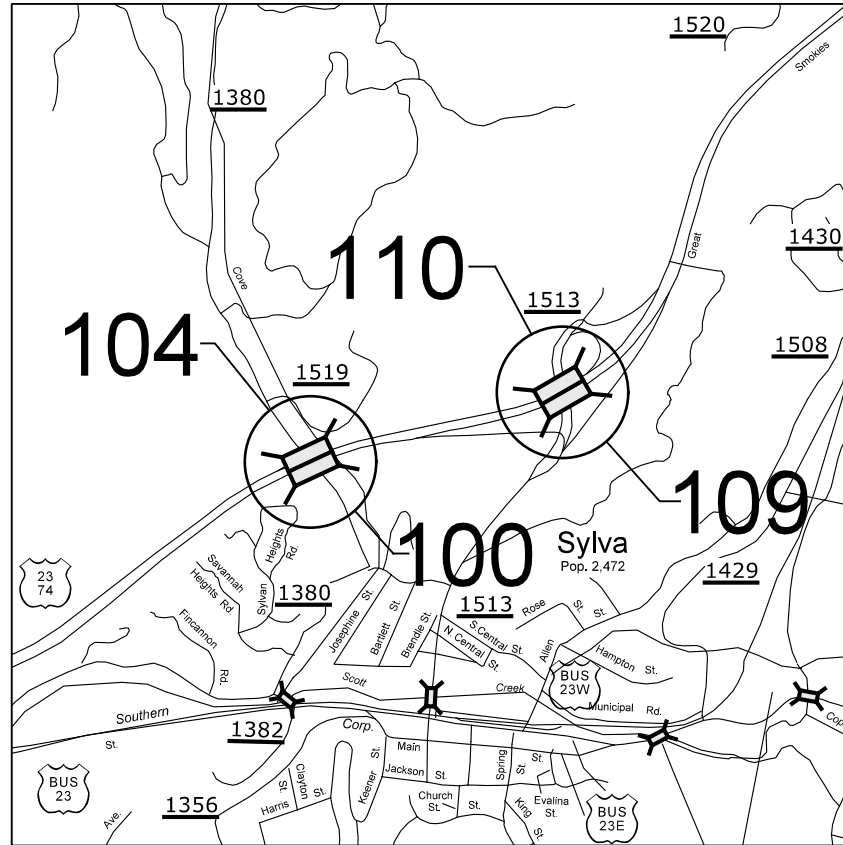 1520
Smokies
1380
1430
Great
110
Cove
1513
104
1508
1519
109
100
Sylva
Pop. 2,472
23
74
Heights
Rd.
Savannah
Heights Rd.
Sylvan
1380
Fincannon
Rd.
Josephine St.
Bartlett St.
Brendle St.
1513
S.Central St.
N. Central St.
Rose St. St.
1429
Allen
Hampton St.
BUS
23W
Municipal Rd.
Scott Creek
Southern
St.
1382
Corp.
Cop
BUS
23
Main St.
Jackson St.
Keener St.
Spring St.
Clayton St.
Harris St.
Church
St. St.
King St.
Evalina
St.
BUS
23E
1356
Ave.